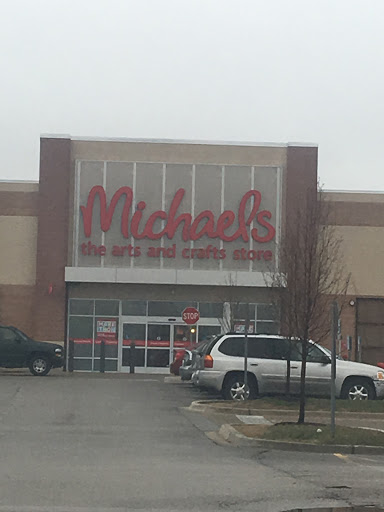 Michaels
the arts and crafts store
STOP